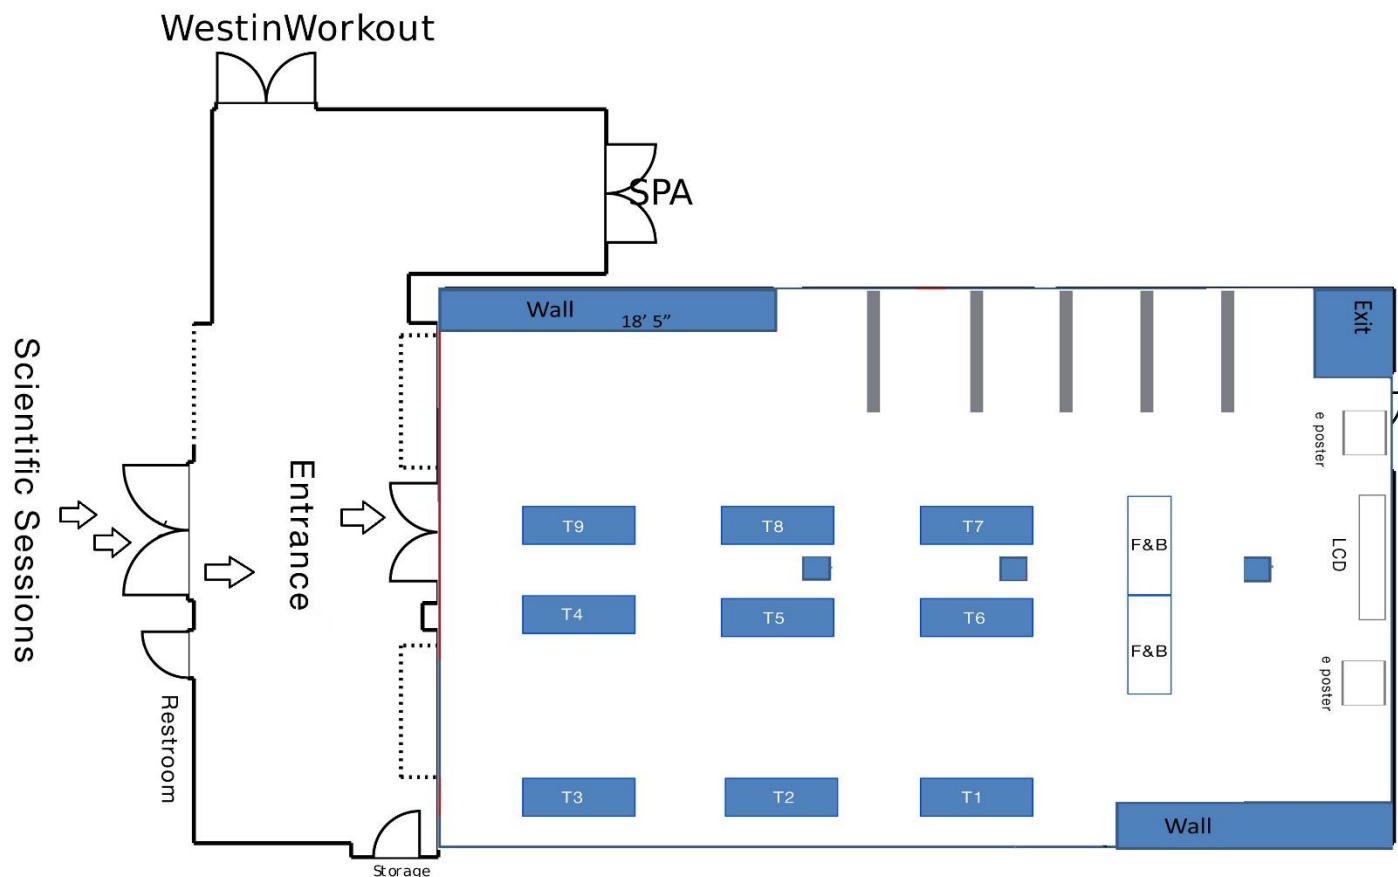 WestinWorkout
SPA
Wall
18' 5”
Exit
Scientific Sessions
Entrance
e poster
T9
T8
T7
F&B
LCD
T4
T5
T6
F&B
e poster
Restroom
T3
T2
T1
Wall
Storage